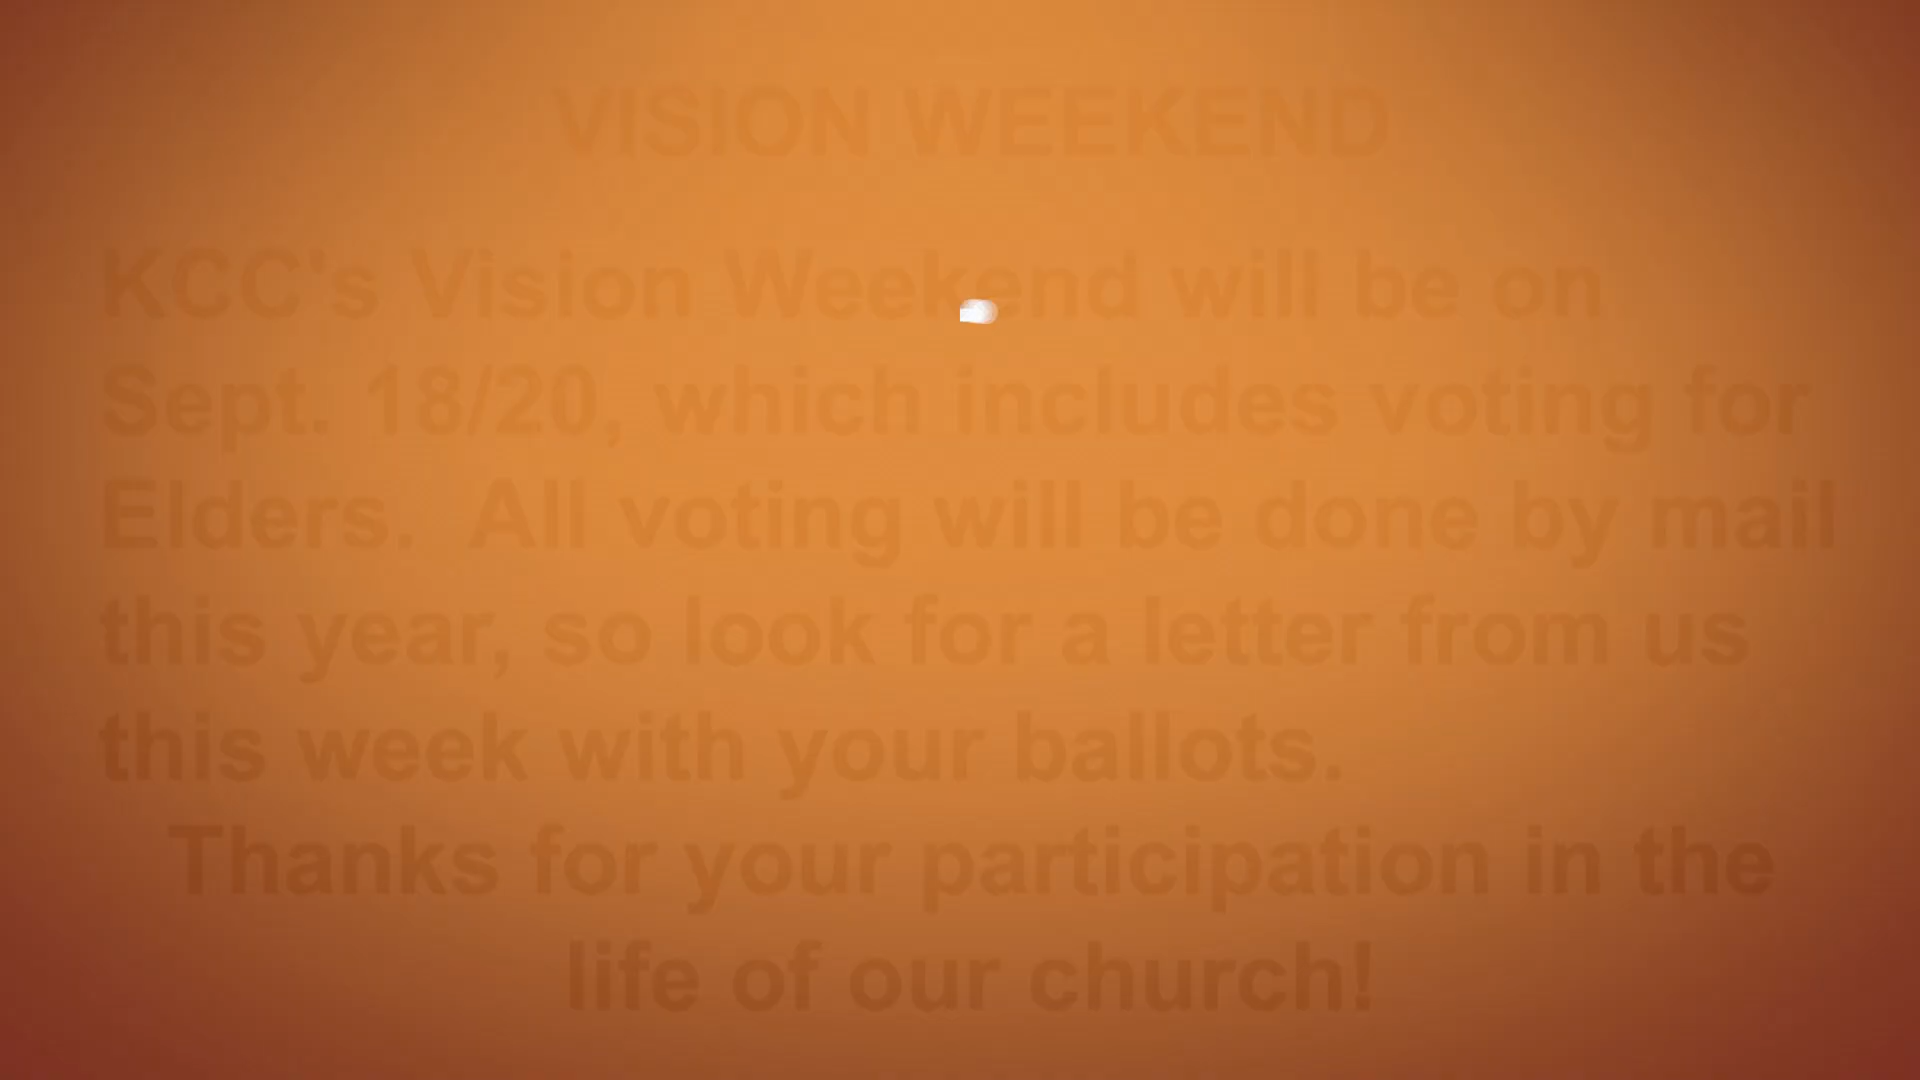 VISION WEEKEND
KCC's Vision Weekend will be on
Sept. 18/20, which includes voting for
Elders.  All voting will be done by mail
this year, so look for a letter from us
this week with your ballots.
Thanks for your participation in the
life of our church!